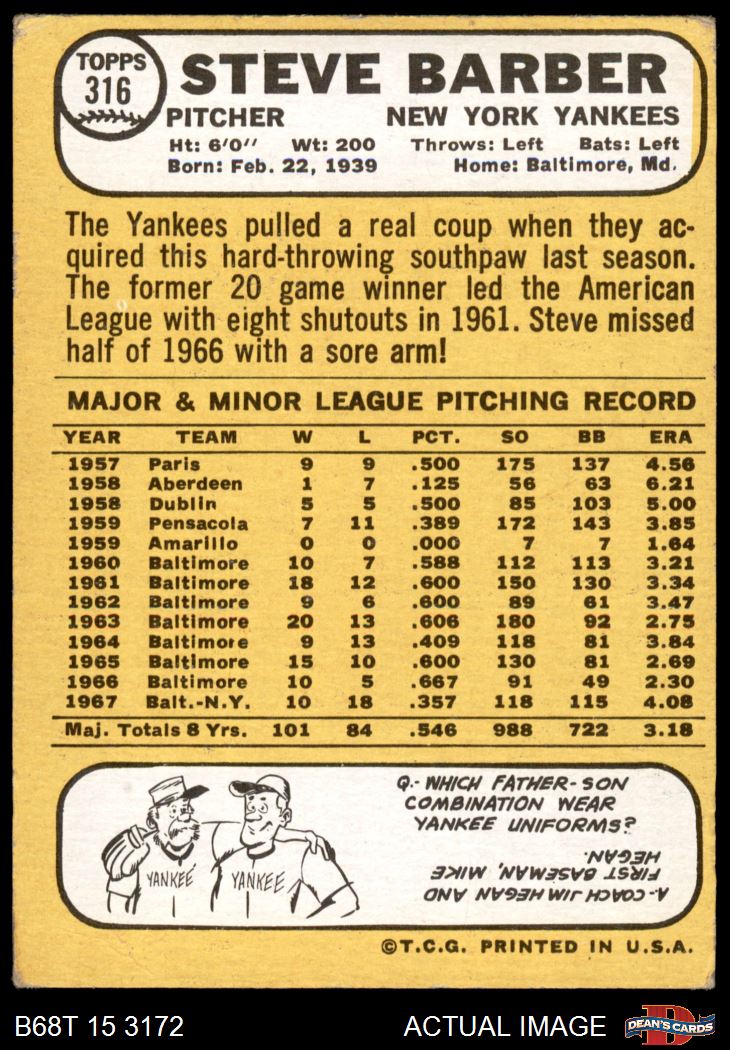 TOPPS
316
STEVE BARBER
PITCHER NEW YORK YANKEES
Ht: 6'0" Wt: 200 Throws: Left Bats: Left
Born: Feb. 22, 1939 Home: Baltimore, Md.
The Yankees pulled a real coup when they ac-
quired this hard-throwing southpaw last season.
The former 20 game winner led the American
League with eight shutouts in 1961. Steve missed
half of 1966 with a sore arm!
MAJOR & MINOR LEAGUE PITCHING RECORD
YEAR TEAM W L PCT. SO BB ERA
1957 Paris 9 9 .500 175 137 4.56
1958 Aberdeen 1 7 .125 56 63 6.21
1958 Dublin 5 5 .500 85 103 5.00
1959 Pensacola 7 11 .389 172 143 3.85
1959 Amarillo 0 0 .000 7 7 1.64
1960 Baltimore 10 7 .588 112 113 3.21
1961 Baltimore 18 12 .600 150 130 3.34
1962 Baltimore 9 6 .600 89 61 3.47
1963 Baltimore 20 13 .606 180 92 2.75
1964 Baltimore 9 13 .409 118 81 3.84
1965 Baltimore 15 10 .600 130 81 2.69
1966 Baltimore 10 5 .667 91 49 2.30
1967 Balt.-N.Y. 10 18 .357 118 115 4.08
Maj. Totals 8 Yrs. 101 84 .546 988 722 3.18
YANKEE YANKEE
Q.- WHICH FATHER-SON
COMBINATION WEAR
YANKEE UNIFORMS?
A.- COACH JIM HEGAN AND
FIRST BASEMAN, MIKE
HEGAN.
©T.C.G. PRINTED IN U.S.A.
B68T 15 3172 ACTUAL IMAGE
D
DEAN'S CARDS